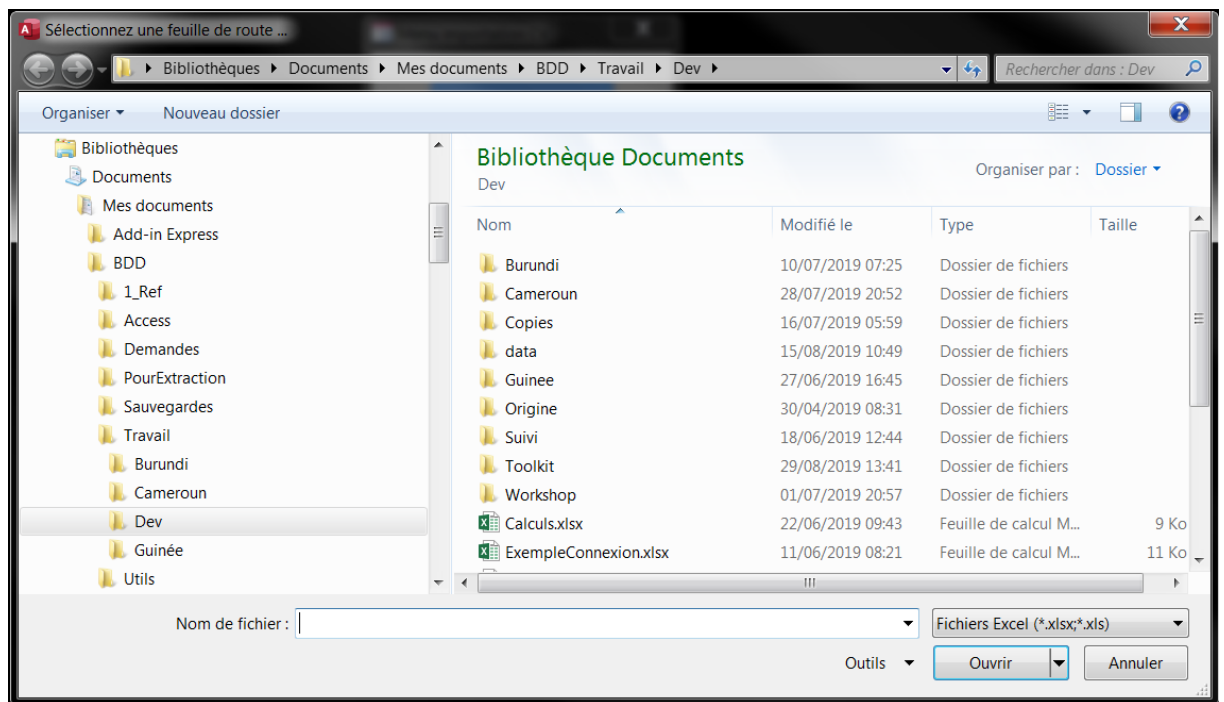 Sélectionnez une feuille de route ...
Bibliothèques Documents Mes documents BDD Travail Dev
Rechercher dans : Dev
Organiser Nouveau dossier
Bibliothèques
Documents
Mes documents
Add-in Express
BDD
1_Ref
Access
Demandes
PourExtraction
Sauvegardes
Travail
Burundi
Cameroun
Dev
Guinée
Utils
Bibliothèque Documents
Dev
Organiser par : Dossier
Nom Modifié le Type Taille
Burundi 10/07/2019 07:25 Dossier de fichiers
Cameroun 28/07/2019 20:52 Dossier de fichiers
Copies 16/07/2019 05:59 Dossier de fichiers
data 15/08/2019 10:49 Dossier de fichiers
Guinee 27/06/2019 16:45 Dossier de fichiers
Origine 30/04/2019 08:31 Dossier de fichiers
Suivi 18/06/2019 12:44 Dossier de fichiers
Toolkit 29/08/2019 13:41 Dossier de fichiers
Workshop 01/07/2019 20:57 Dossier de fichiers
Calculs.xlsx 22/06/2019 09:43 Feuille de calcul M... 9 Ko
ExempleConnexion.xlsx 11/06/2019 08:21 Feuille de calcul M... 11 Ko
Nom de fichier :
Fichiers Excel (*.xlsx;*.xls)
Outils Ouvrir Annuler